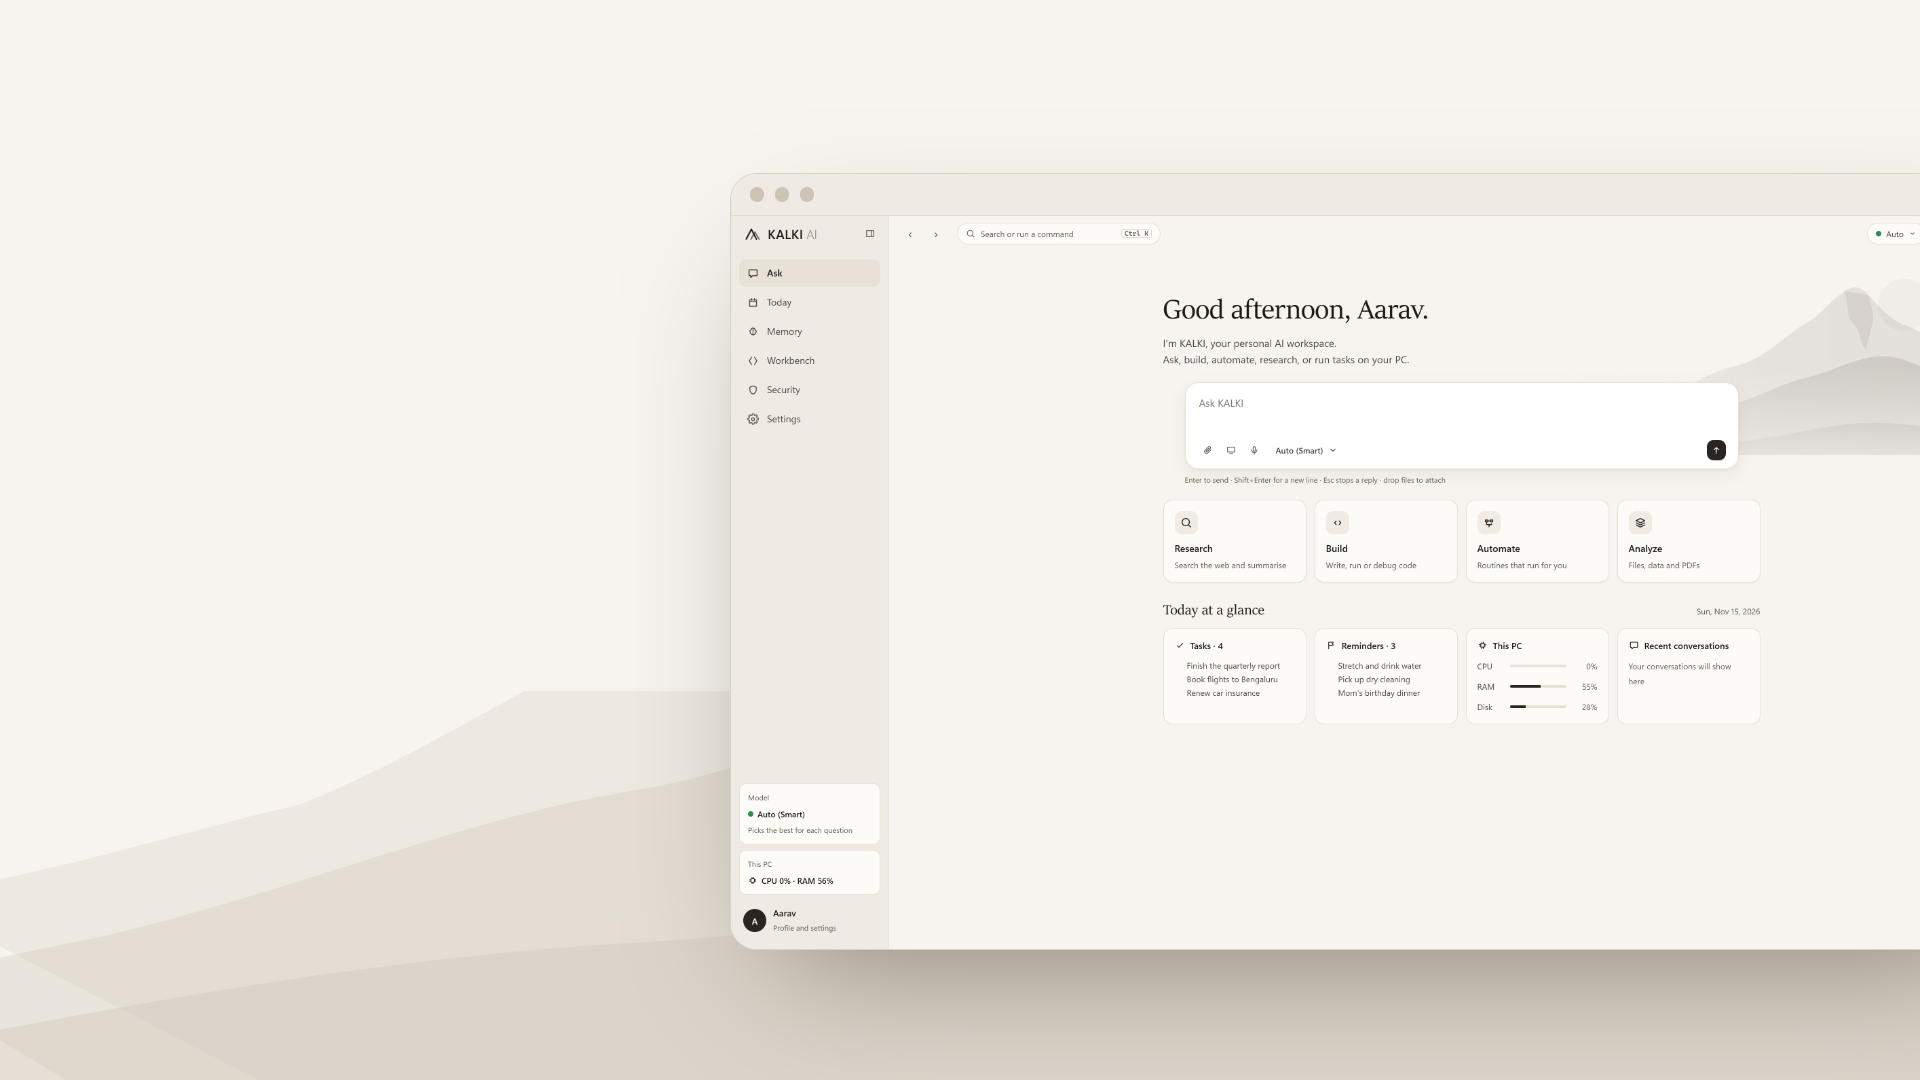 KALKI AI
Ask
Today
Memory
Workbench
Security
Settings
Model
Auto (Smart)
Picks the best for each question
This PC
CPU 0% · RAM 56%
A
Aarav
Profile and settings
Search or run a command
Ctrl K
Auto
Good afternoon, Aarav.
I'm KALKI, your personal AI workspace.
Ask, build, automate, research, or run tasks on your PC.
Ask KALKI
Auto (Smart)
Enter to send · Shift+Enter for a new line · Esc stops a reply · drop files to attach
Research
Search the web and summarise
Build
Write, run or debug code
Automate
Routines that run for you
Analyze
Files, data and PDFs
Today at a glance
Sun, Nov 15, 2026
Tasks · 4
Finish the quarterly report
Book flights to Bengaluru
Renew car insurance
Reminders · 3
Stretch and drink water
Pick up dry cleaning
Mom's birthday dinner
This PC
CPU 0%
RAM 55%
Disk 28%
Recent conversations
Your conversations will show
here